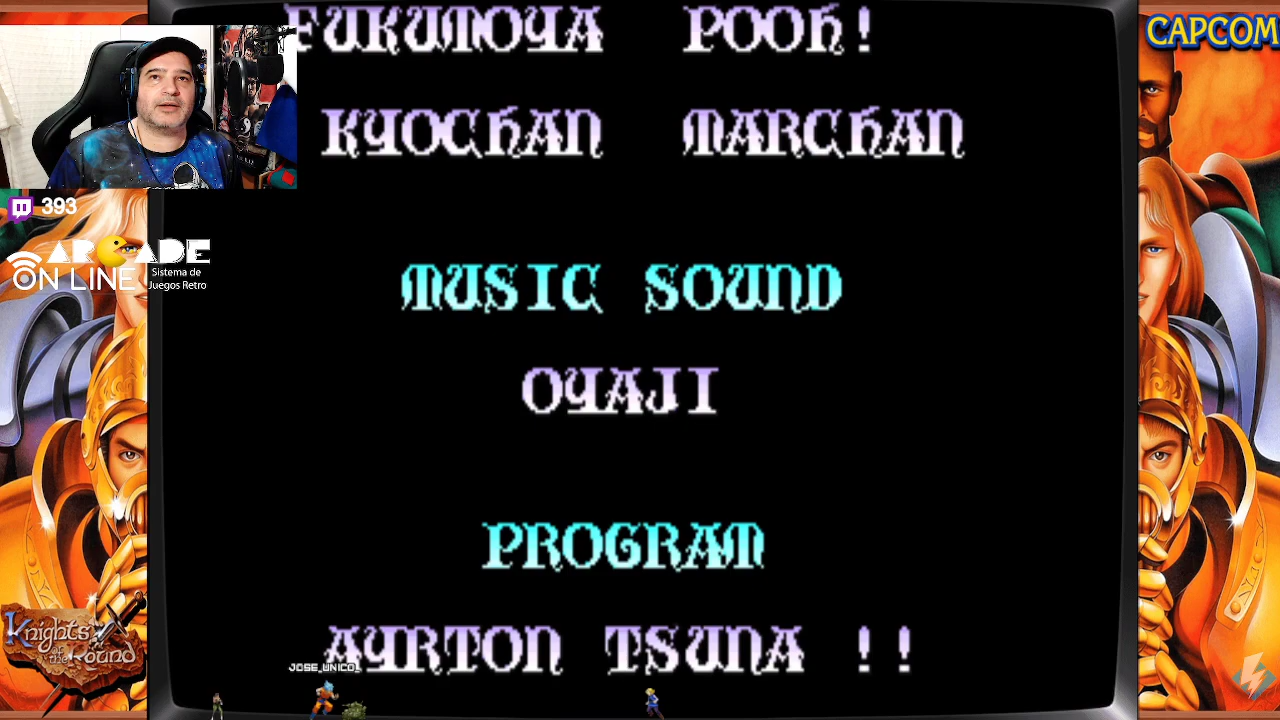 FUKUMOYA POOh!
CAPCOM
KYOChAN MARChAN
393
ARCADE
ON LINE
Sistema de
Juegos Retro
MUSIC SOUND
OYAJI
PROGRAM
Knights
of the Round
AYRTON TSUNA !!
JOSE_UNICO_